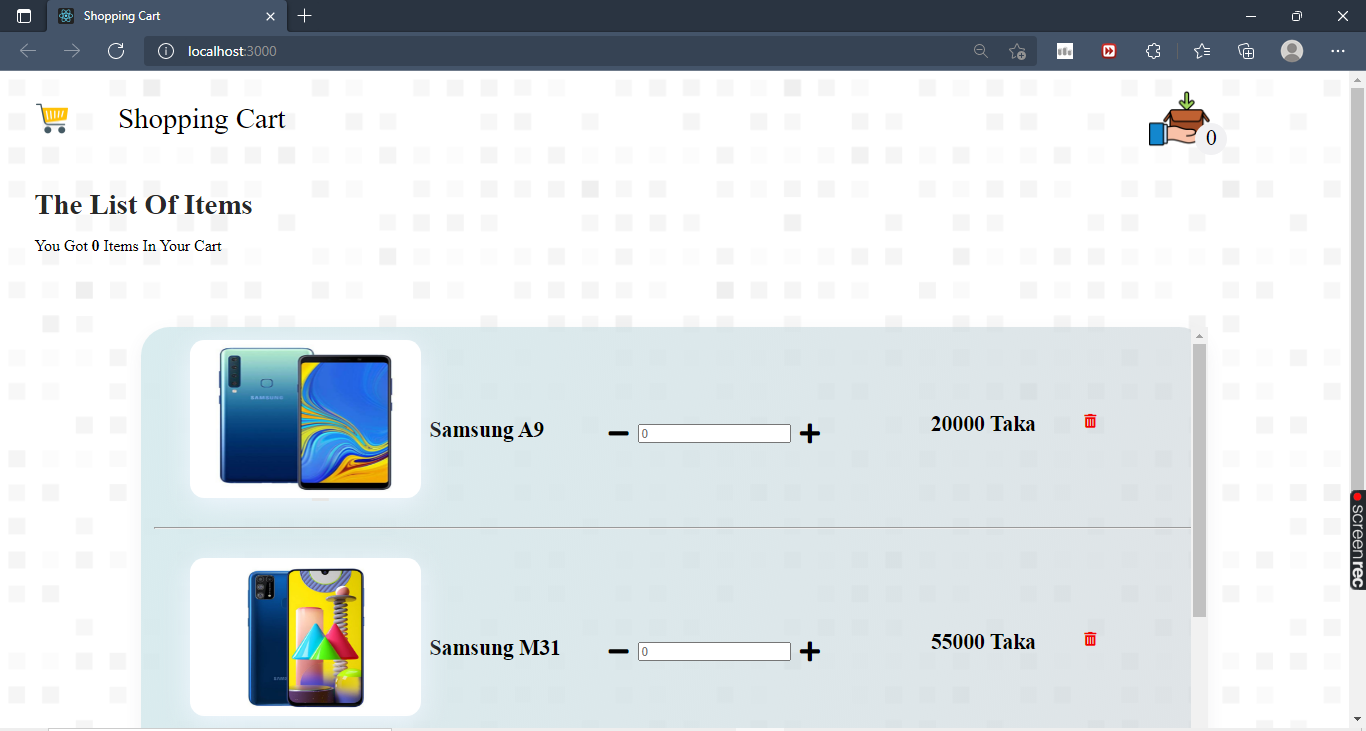 Shopping Cart
localhost:3000
Shopping Cart
0
The List Of Items
You Got 0 Items In Your Cart
SAMSUNG
Samsung A9
0
20000 Taka
Samsung M31
0
55000 Taka
screenrec